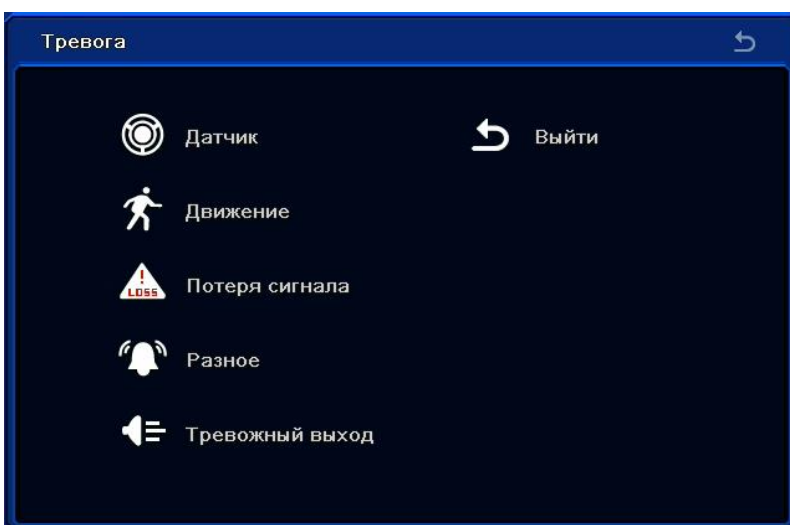 Тревога
Датчик
Выйти
Движение
! LOSS
Потеря сигнала
Разное
Тревожный выход